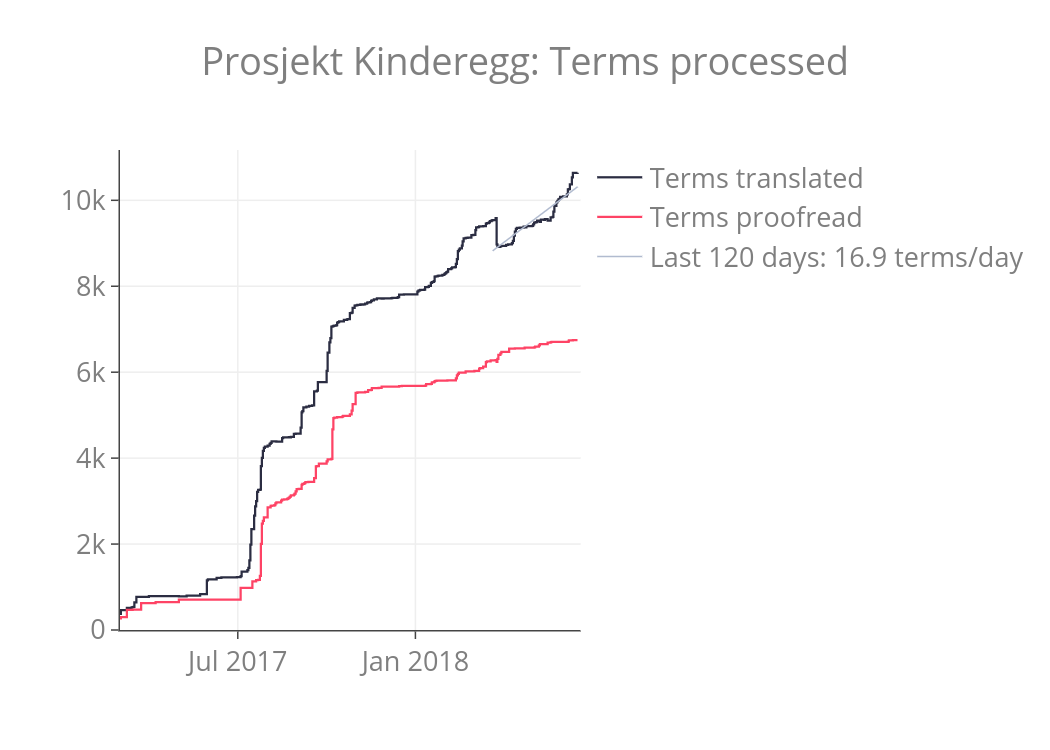 Prosjekt Kinderegg: Terms processed
10k
8k
6k
4k
2k
0
Jul 2017
Jan 2018
Terms translated
Terms proofread
Last 120 days: 16.9 terms/day